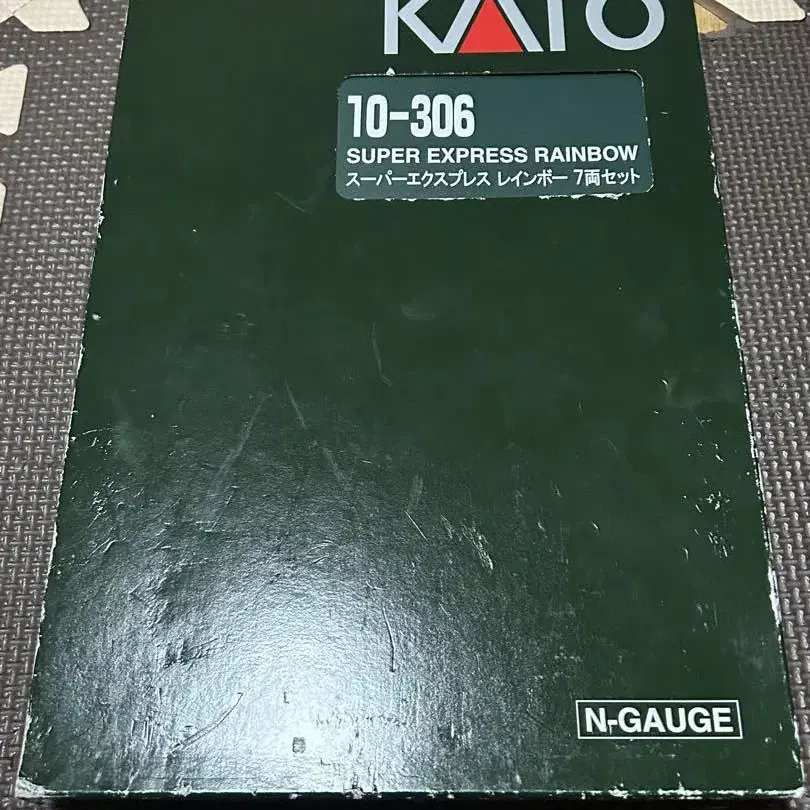 KATO
10-306
SUPER EXPRESS RAINBOW
スーパーエクスプレス レインボー 7両セット
N-GAUGE